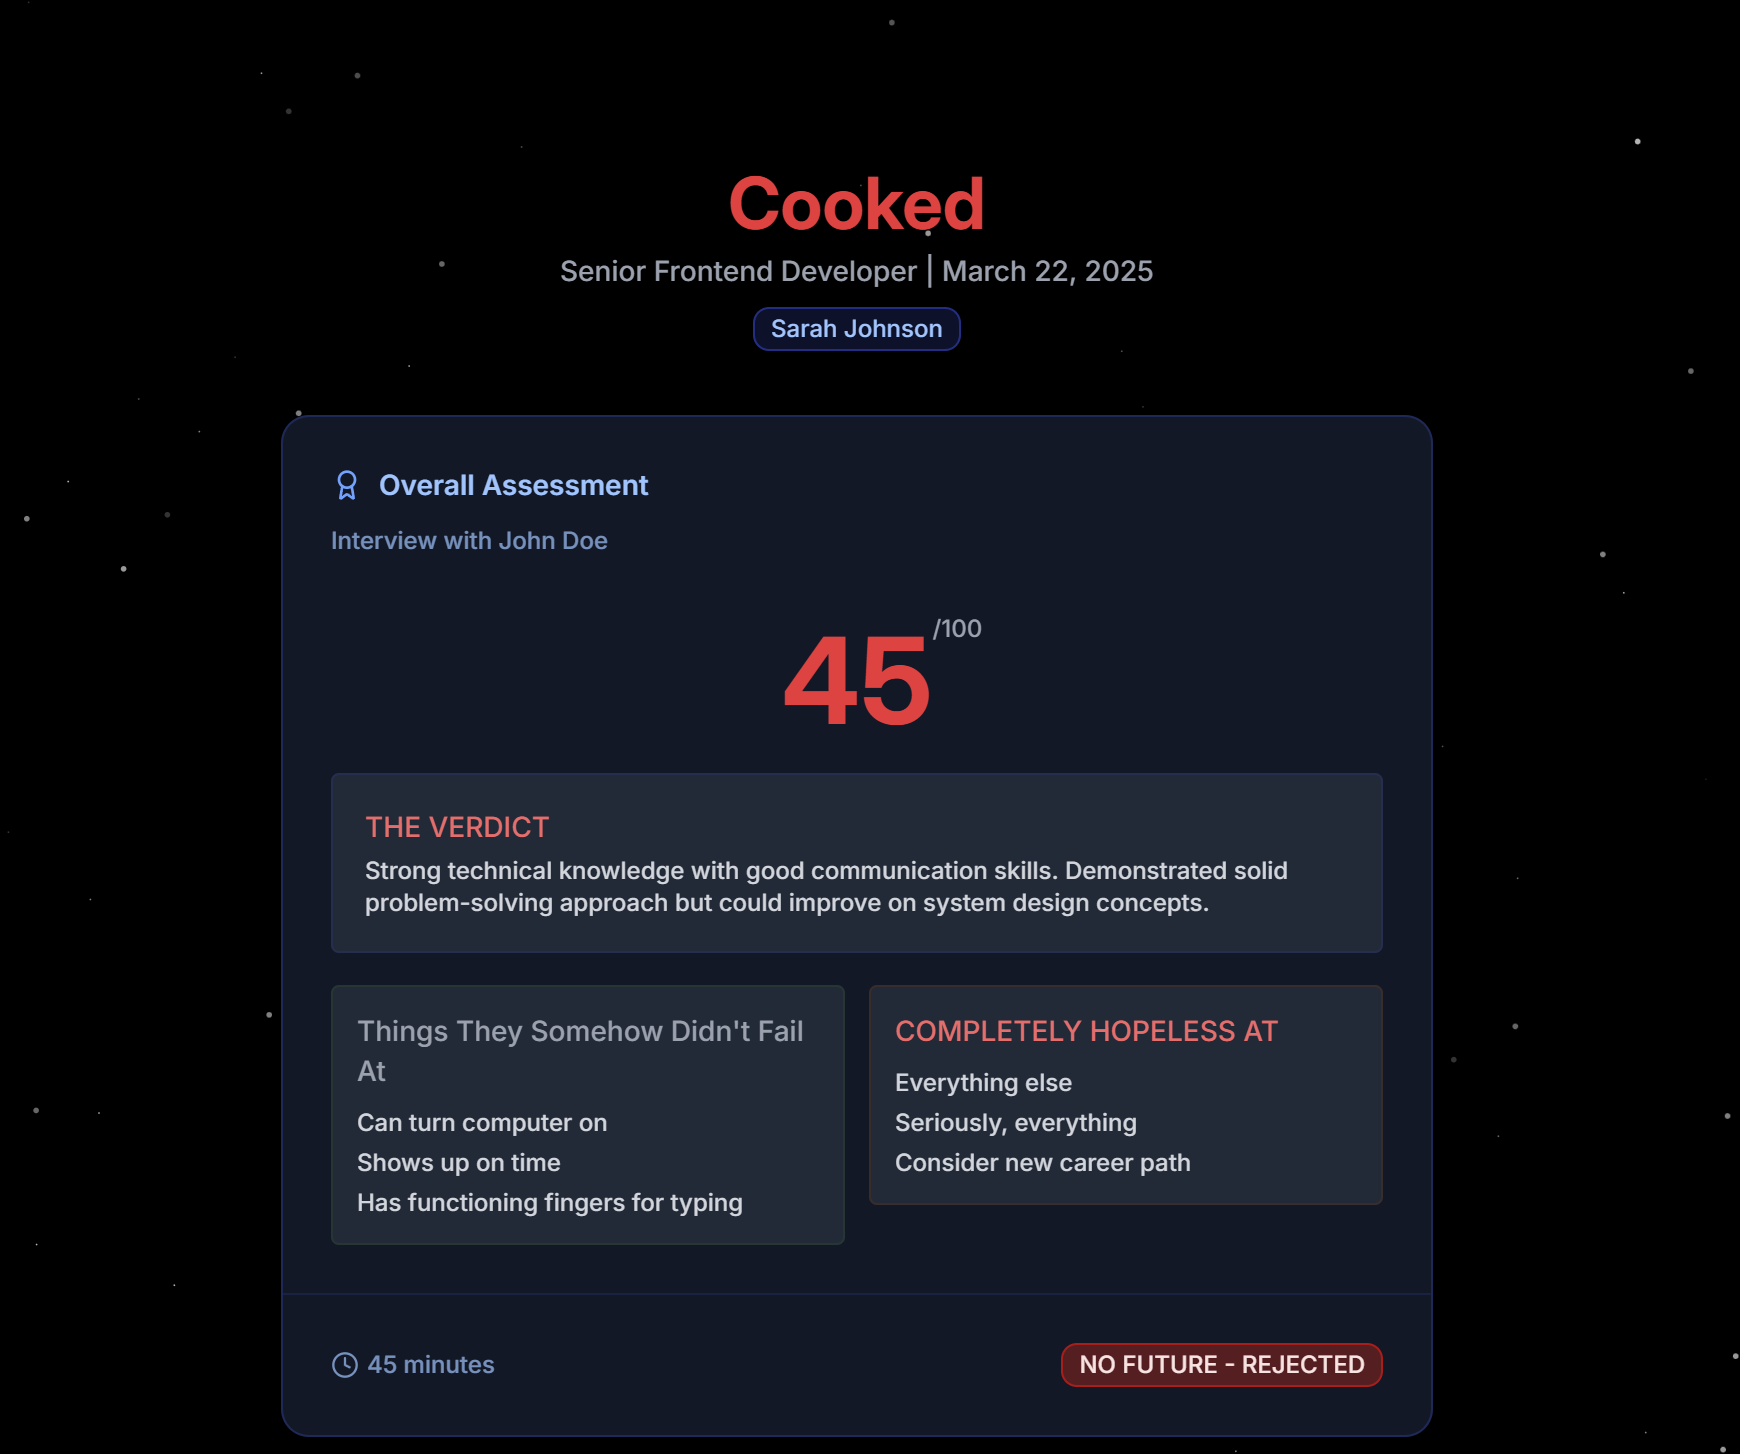 Cooked
Senior Frontend Developer | March 22, 2025
Sarah Johnson
Overall Assessment
Interview with John Doe
45/100
THE VERDICT
Strong technical knowledge with good communication skills. Demonstrated solid
problem-solving approach but could improve on system design concepts.
Things They Somehow Didn't Fail
At
Can turn computer on
Shows up on time
Has functioning fingers for typing
COMPLETELY HOPELESS AT
Everything else
Seriously, everything
Consider new career path
45 minutes
NO FUTURE - REJECTED